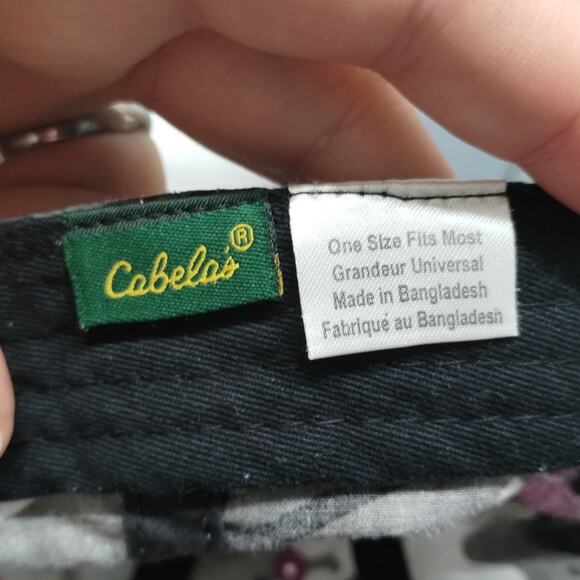 Cabela's®
One Size Fits Most
Grandeur Universal
Made in Bangladesh
Fabriqué au Bangladesh